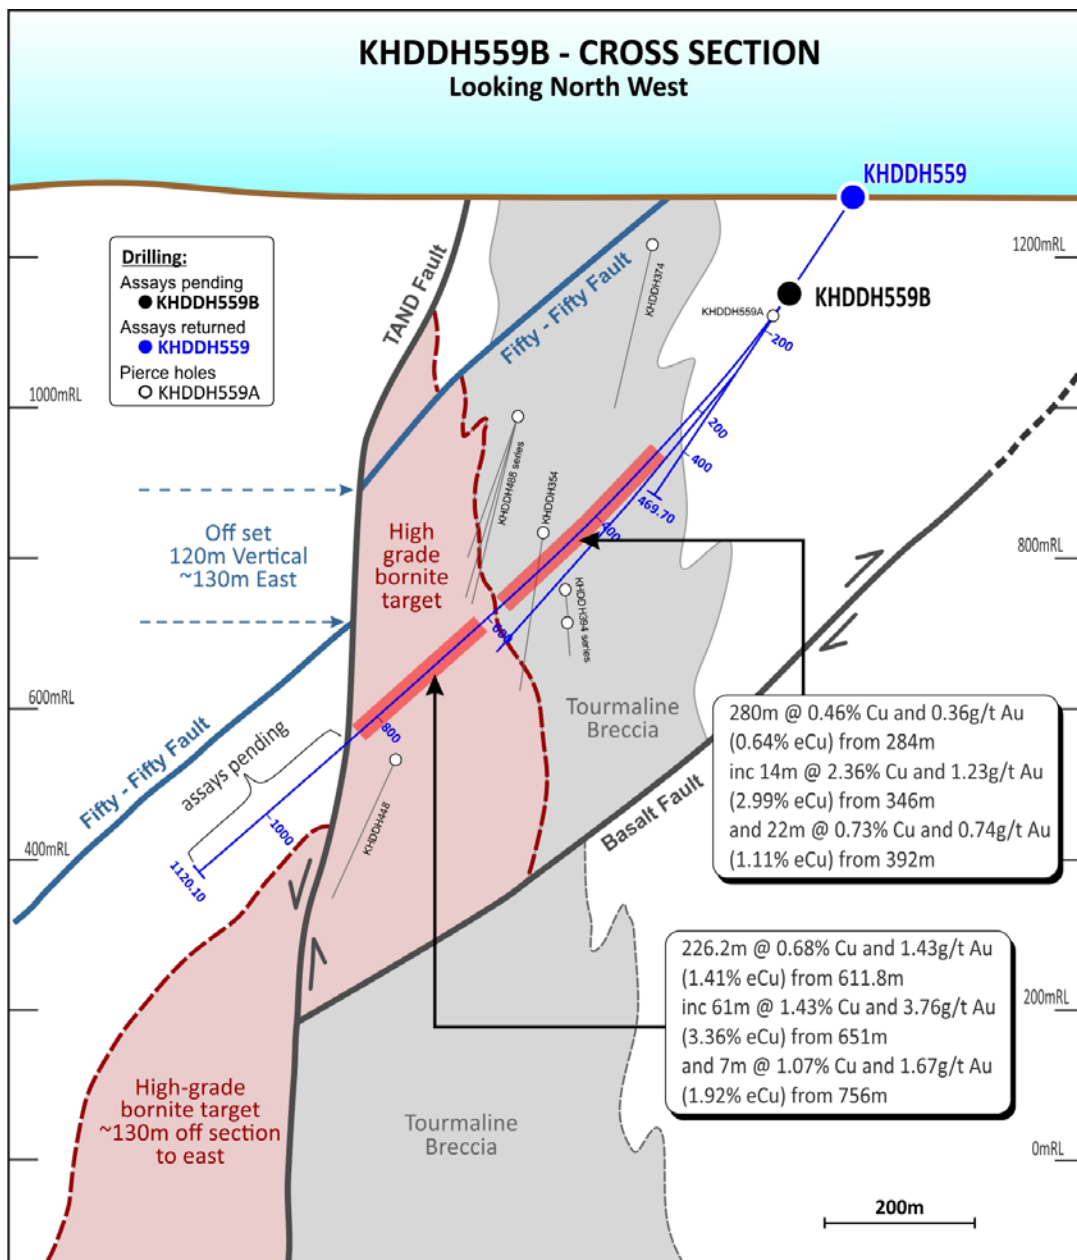 KHDDH559B - CROSS SECTION
Looking North West
KHDDH559
Drilling:
Assays pending
KHDDH559B
Assays returned
KHDDH559
Pierce holes
KHDDH559A
TAND Fault
Fifty - Fifty Fault
KHDDH374
KHDDH559A
KHDDH559B
1200mRL
200
1000mRL
200
400
469.70
KHDDH468 series
KHDDH354
400
Off set
120m Vertical
~130m East
High
grade
bornite
target
800mRL
KHDDH394 series
600
600mRL
Tourmaline
Breccia
800
assays pending
Fifty - Fifty Fault
KHDDH448
1000
1120.10
400mRL
Basalt Fault
280m @ 0.46% Cu and 0.36g/t Au
(0.64% eCu) from 284m
inc 14m @ 2.36% Cu and 1.23g/t Au
(2.99% eCu) from 346m
and 22m @ 0.73% Cu and 0.74g/t Au
(1.11% eCu) from 392m
226.2m @ 0.68% Cu and 1.43g/t Au
(1.41% eCu) from 611.8m
inc 61m @ 1.43% Cu and 3.76g/t Au
(3.36% eCu) from 651m
and 7m @ 1.07% Cu and 1.67g/t Au
(1.92% eCu) from 756m
200mRL
High-grade
bornite target
~130m off section
to east
Tourmaline
Breccia
0mRL
200m